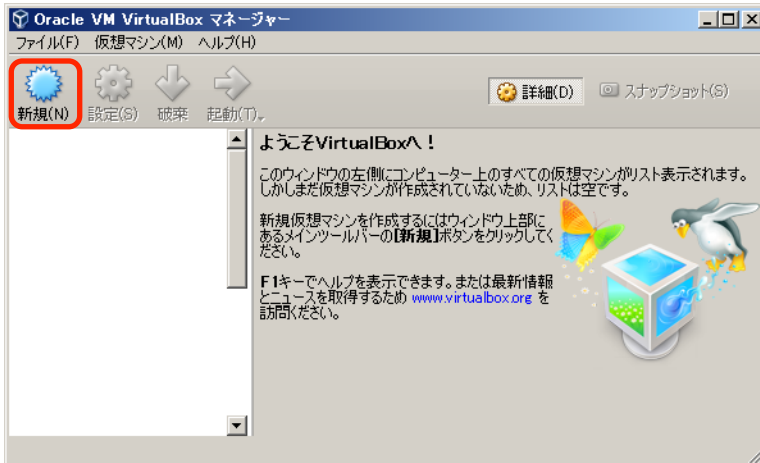 Oracle VM VirtualBox マネージャー
ファイル(F) 仮想マシン(M) ヘルプ(H)
新規(N) 設定(S) 破棄 起動(T) 詳細(D) スナップショット(S)
ようこそVirtualBoxへ！
このウィンドウの左側にコンピューター上のすべての仮想マシンがリスト表示されます。
しかしまだ仮想マシンが作成されていないため、リストは空です。
新規仮想マシンを作成するにはウィンドウ上部に
あるメインツールバーの[新規]ボタンをクリックしてく
ださい。
F1キーでヘルプを表示できます。または最新情報
とニュースを取得するため www.virtualbox.org を
訪問ください。